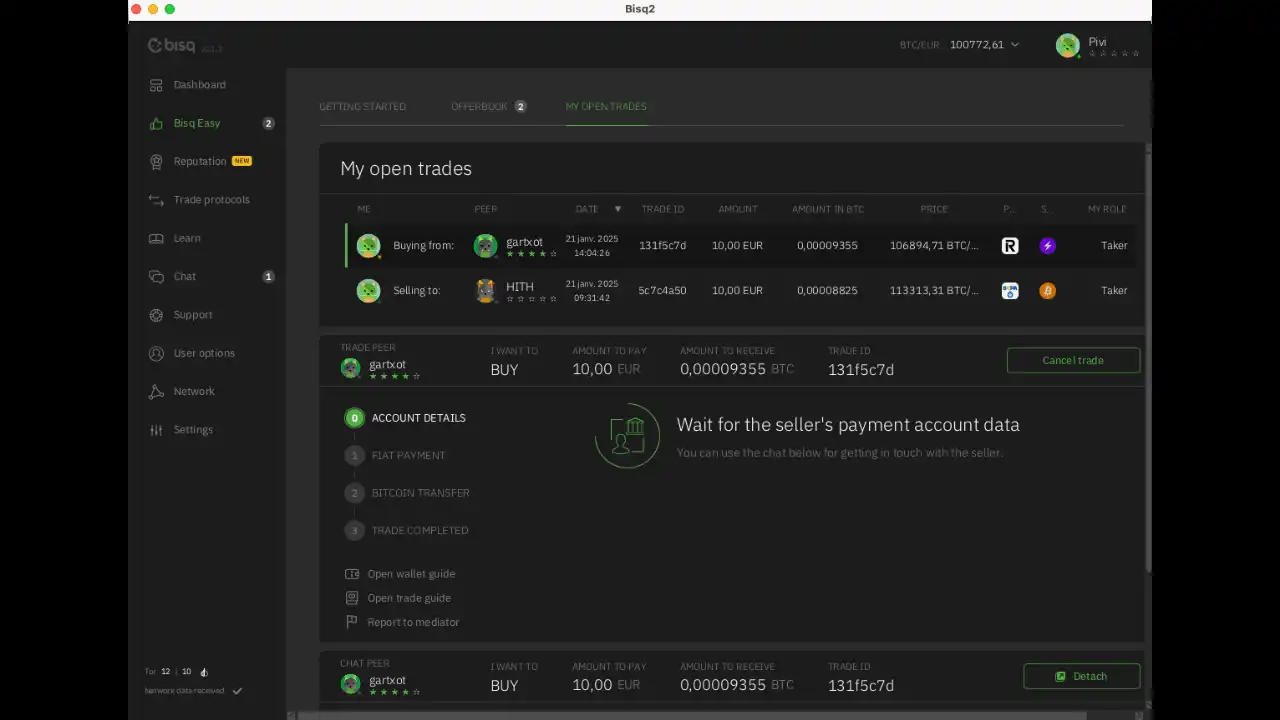 Bisq2
bisq v2.1.2
BTC/EUR 100772,61
Pivi
Dashboard
Bisq Easy 2
Reputation NEW
Trade protocols
Learn
Chat 1
Support
User options
Network
Settings
Tor 12 | 10
Network data received
GETTING STARTED OFFERBOOK 2 MY OPEN TRADES
My open trades
ME PEER DATE TRADE ID AMOUNT AMOUNT IN BTC PRICE P... S... MY ROLE
Buying from: gartxot 21 janv. 2025 14:04:26 131f5c7d 10,00 EUR 0,00009355 106894,71 BTC/... R Taker
Selling to: HITH 21 janv. 2025 09:31:42 5c7c4a50 10,00 EUR 0,00008825 113313,31 BTC/... Taker
TRADE PEER I WANT TO AMOUNT TO PAY AMOUNT TO RECEIVE TRADE ID
gartxot BUY 10,00 EUR 0,00009355 BTC 131f5c7d Cancel trade
0 ACCOUNT DETAILS
1 FIAT PAYMENT
2 BITCOIN TRANSFER
3 TRADE COMPLETED
Wait for the seller's payment account data
You can use the chat below for getting in touch with the seller.
Open wallet guide
Open trade guide
Report to mediator
CHAT PEER I WANT TO AMOUNT TO PAY AMOUNT TO RECEIVE TRADE ID
gartxot BUY 10,00 EUR 0,00009355 BTC 131f5c7d Detach